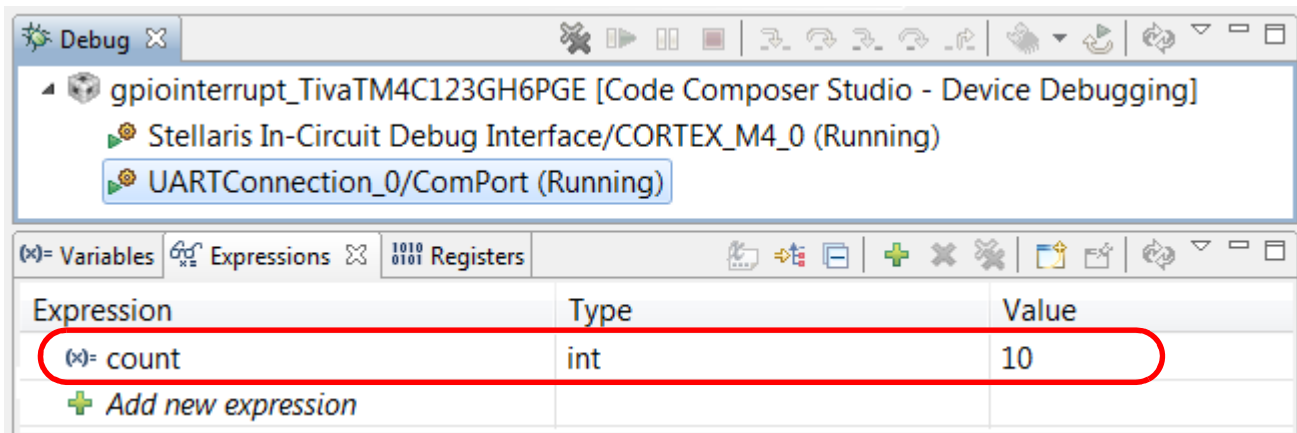 Debug
gpiointerrupt_TivaTM4C123GH6PGE [Code Composer Studio - Device Debugging]
Stellaris In-Circuit Debug Interface/CORTEX_M4_0 (Running)
UARTConnection_0/ComPort (Running)
(x)= Variables Expressions 1010 0101 Registers
Expression Type Value
(x)= count int 10
Add new expression